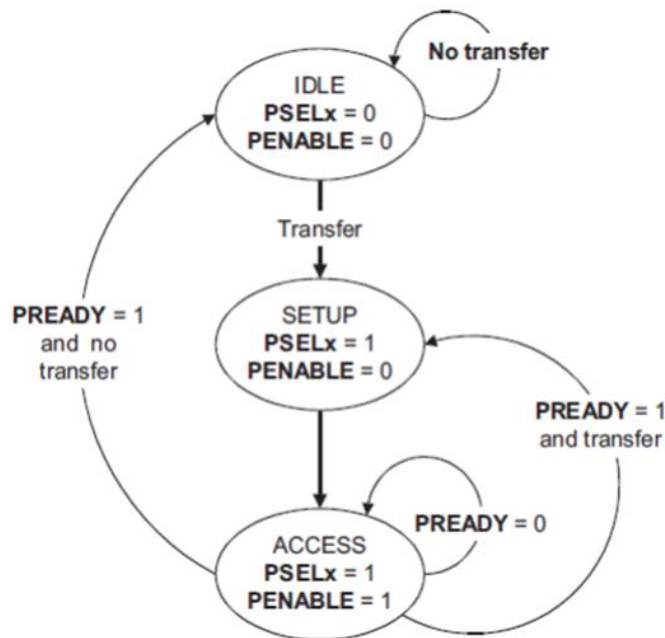 No transfer
IDLE
PSELx = 0
PENABLE = 0
Transfer
PREADY = 1
and no
transfer
SETUP
PSELx = 1
PENABLE = 0
PREADY = 1
and transfer
PREADY = 0
ACCESS
PSELx = 1
PENABLE = 1